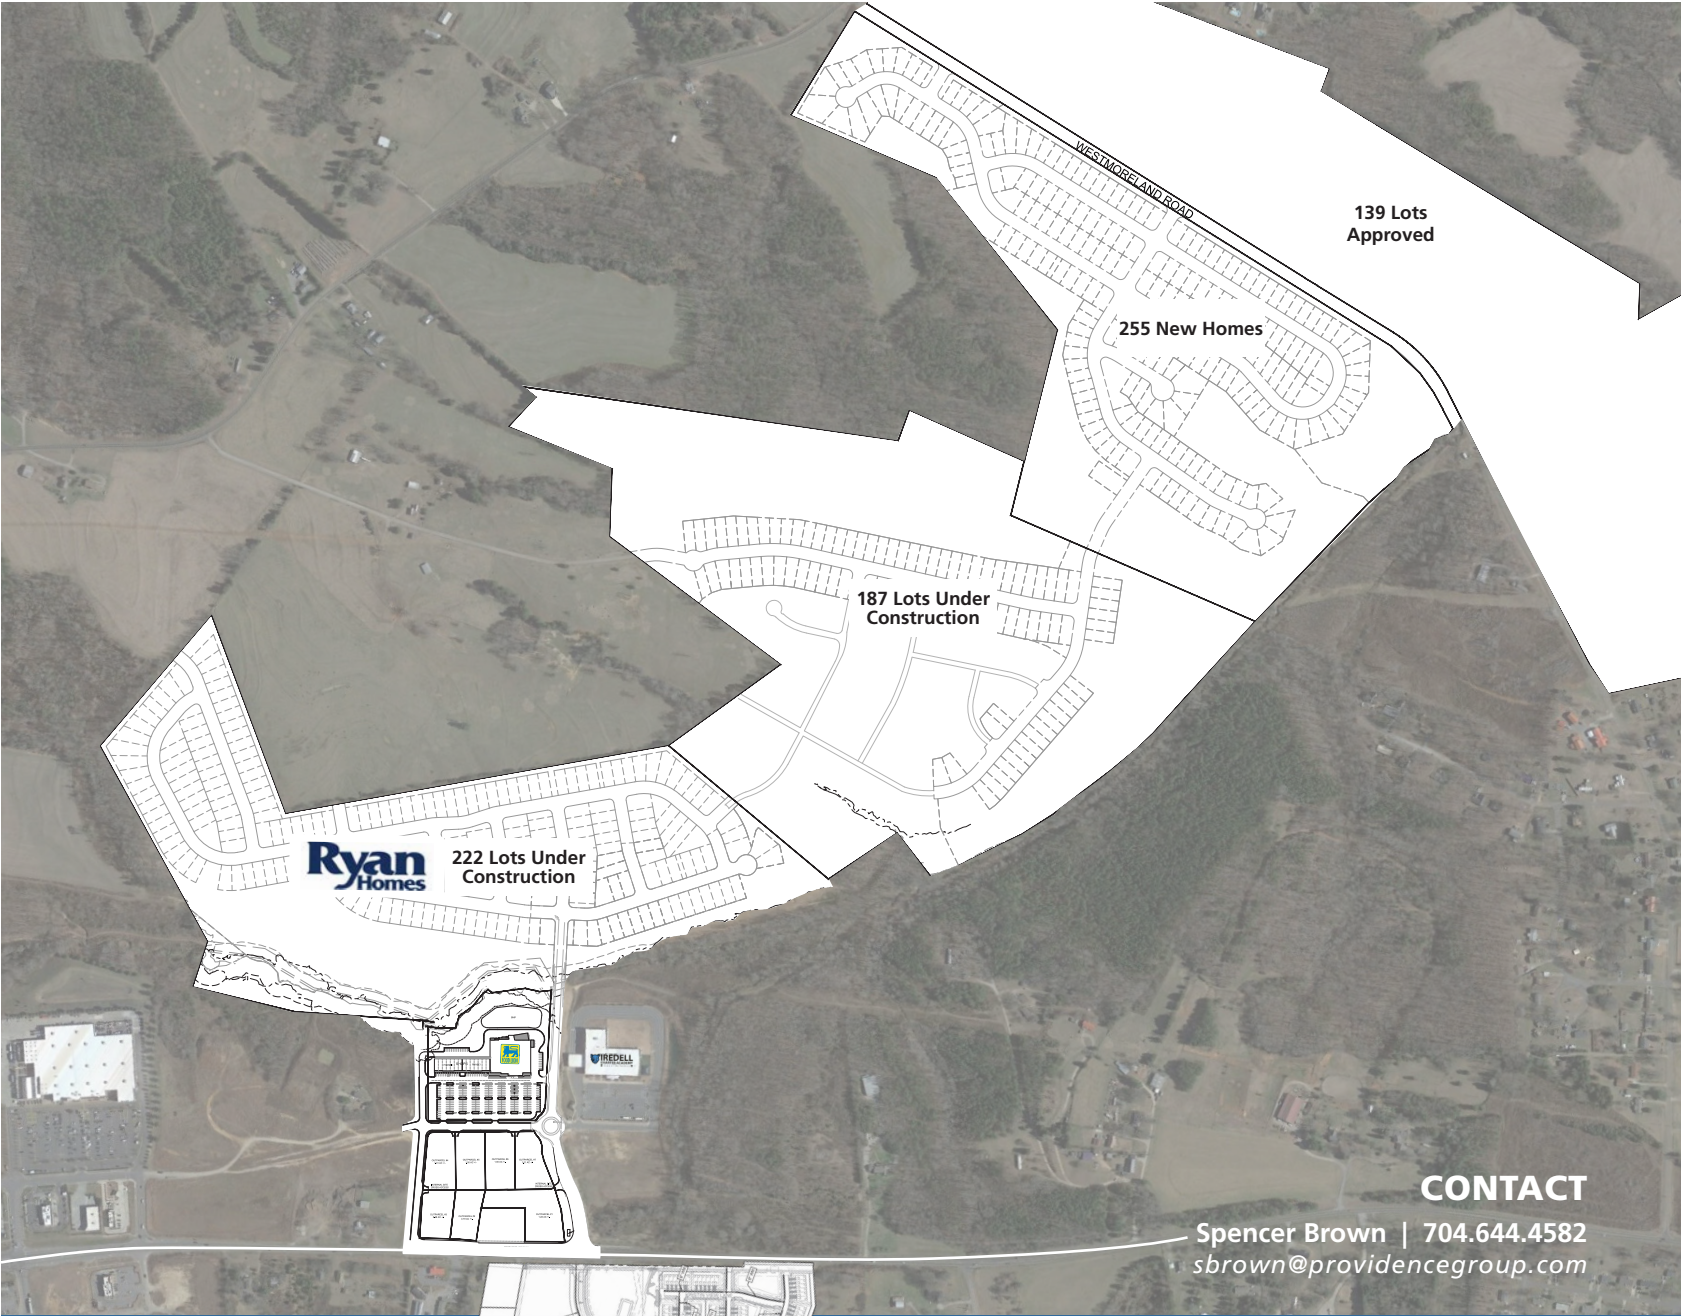 WESTMORELAND ROAD
139 Lots
Approved
255 New Homes
187 Lots Under
Construction
Ryan
Homes
222 Lots Under
Construction
IREDELL
CONTACT
Spencer Brown | 704.644.4582
sbrown@providencegroup.com